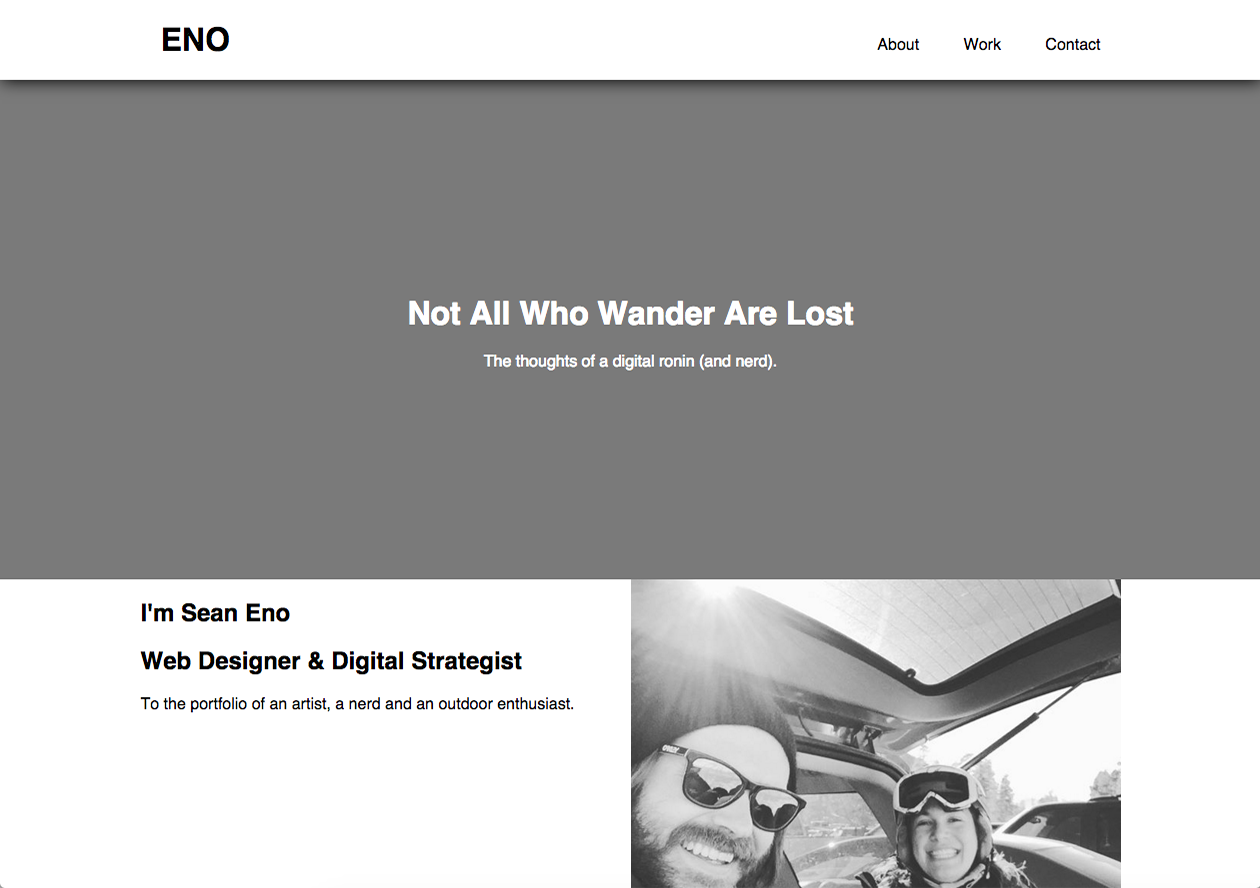 ENO
About Work Contact
Not All Who Wander Are Lost
The thoughts of a digital ronin (and nerd).
I'm Sean Eno
Web Designer & Digital Strategist
To the portfolio of an artist, a nerd and an outdoor enthusiast.